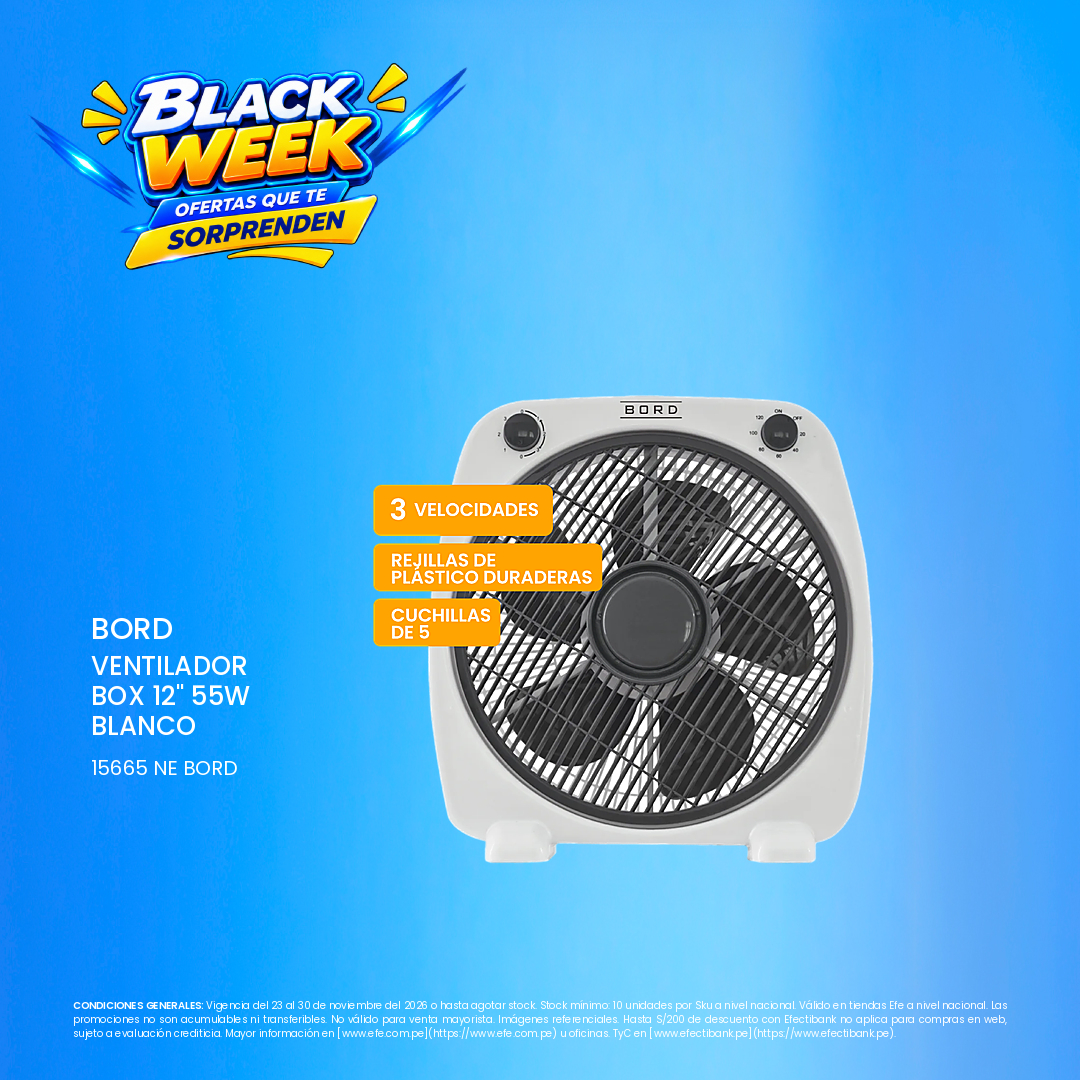 BLACK
WEEK
OFERTAS QUE TE
SORPRENDEN
BORD
3 VELOCIDADES
REJILLAS DE
PLÁSTICO DURADERAS
CUCHILLAS
DE 5
BORD
VENTILADOR
BOX 12" 55W
BLANCO
15665 NE BORD
CONDICIONES GENERALES: Vigencia del 23 al 30 de noviembre del 2026 o hasta agotar stock. Stock mínimo: 10 unidades por Sku a nivel nacional. Válido en tiendas Efe a nivel nacional. Las
promociones no son acumulables ni transferibles. No válido para venta mayorista. Imágenes referenciales. Hasta S/200 de descuento con Efectibank no aplica para compras en web,
sujeto a evaluación crediticia. Mayor información en [www.efe.com.pe](https://www.efe.com.pe) u oficinas. TyC en [www.efectibank.pe](https://www.efectibank.pe).